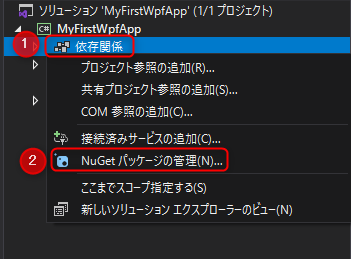 ソリューション 'MyFirstWpfApp' (1/1 プロジェクト)
C# MyFirstWpfApp
1 依存関係
プロジェクト参照の追加(R)...
共有プロジェクト参照の追加(S)...
COM 参照の追加(C)...
接続済みサービスの追加(C)...
2 NuGet パッケージの管理(N)...
ここまでスコープ指定する(S)
新しいソリューション エクスプローラーのビュー(N)